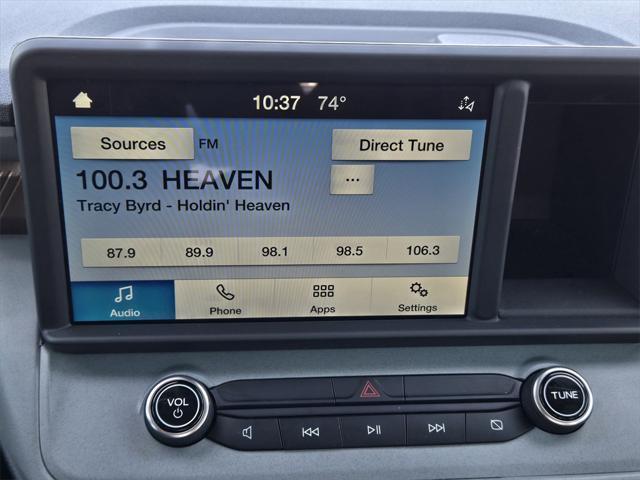 10:37 74°
Sources FM Direct Tune
100.3 HEAVEN ...
Tracy Byrd - Holdin' Heaven
87.9 89.9 98.1 98.5 106.3
Audio Phone Apps Settings
VOL TUNE